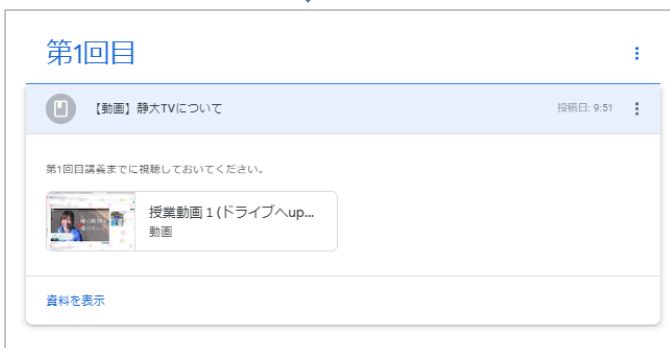 第1回目
【動画】静大TVについて
投稿日: 9:51
第1回目講義までに視聴しておいてください。
授業動画1(ドライブへup...
動画
資料を表示